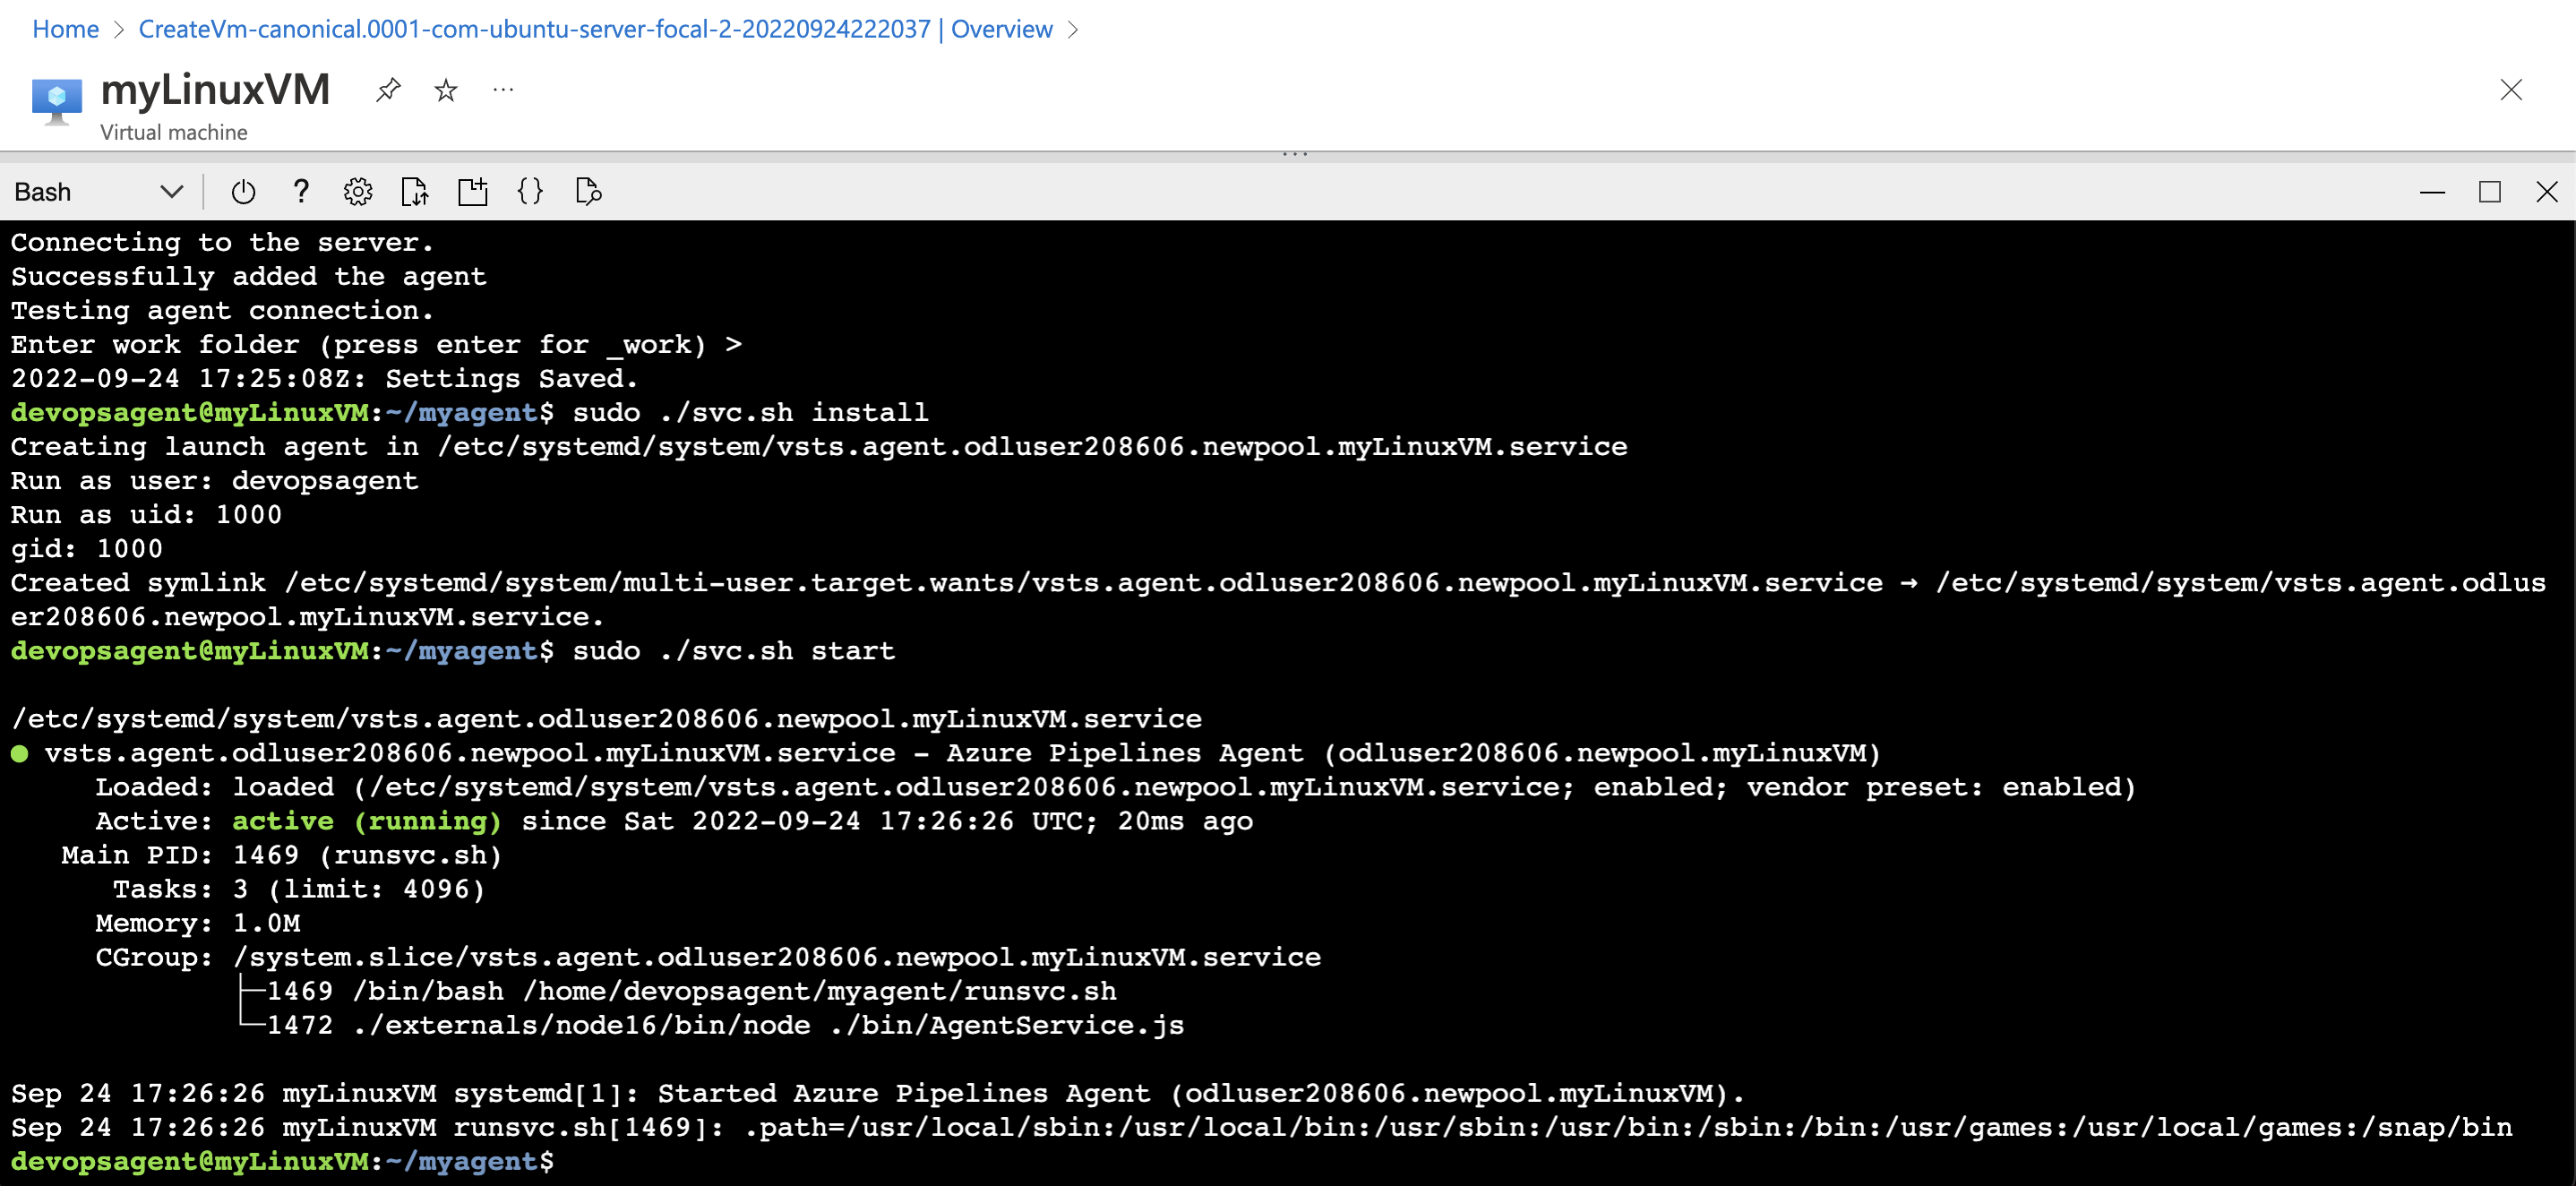 Home > CreateVm-canonical.0001-com-ubuntu-server-focal-2-20220924222037 | Overview >
myLinuxVM
Virtual machine
Bash
Connecting to the server.
Successfully added the agent
Testing agent connection.
Enter work folder (press enter for _work) >
2022-09-24 17:25:08Z: Settings Saved.
devopsagent@myLinuxVM:~/myagent$ sudo ./svc.sh install
Creating launch agent in /etc/systemd/system/vsts.agent.odluser208606.newpool.myLinuxVM.service
Run as user: devopsagent
Run as uid: 1000
gid: 1000
Created symlink /etc/systemd/system/multi-user.target.wants/vsts.agent.odluser208606.newpool.myLinuxVM.service → /etc/systemd/system/vsts.agent.odlus
er208606.newpool.myLinuxVM.service.
devopsagent@myLinuxVM:~/myagent$ sudo ./svc.sh start
/etc/systemd/system/vsts.agent.odluser208606.newpool.myLinuxVM.service
● vsts.agent.odluser208606.newpool.myLinuxVM.service - Azure Pipelines Agent (odluser208606.newpool.myLinuxVM)
Loaded: loaded (/etc/systemd/system/vsts.agent.odluser208606.newpool.myLinuxVM.service; enabled; vendor preset: enabled)
Active: active (running) since Sat 2022-09-24 17:26:26 UTC; 20ms ago
Main PID: 1469 (runsvc.sh)
Tasks: 3 (limit: 4096)
Memory: 1.0M
CGroup: /system.slice/vsts.agent.odluser208606.newpool.myLinuxVM.service
├─1469 /bin/bash /home/devopsagent/myagent/runsvc.sh
└─1472 ./externals/node16/bin/node ./bin/AgentService.js
Sep 24 17:26:26 myLinuxVM systemd[1]: Started Azure Pipelines Agent (odluser208606.newpool.myLinuxVM).
Sep 24 17:26:26 myLinuxVM runsvc.sh[1469]: .path=/usr/local/sbin:/usr/local/bin:/usr/sbin:/usr/bin:/sbin:/bin:/usr/games:/usr/local/games:/snap/bin
devopsagent@myLinuxVM:~/myagent$